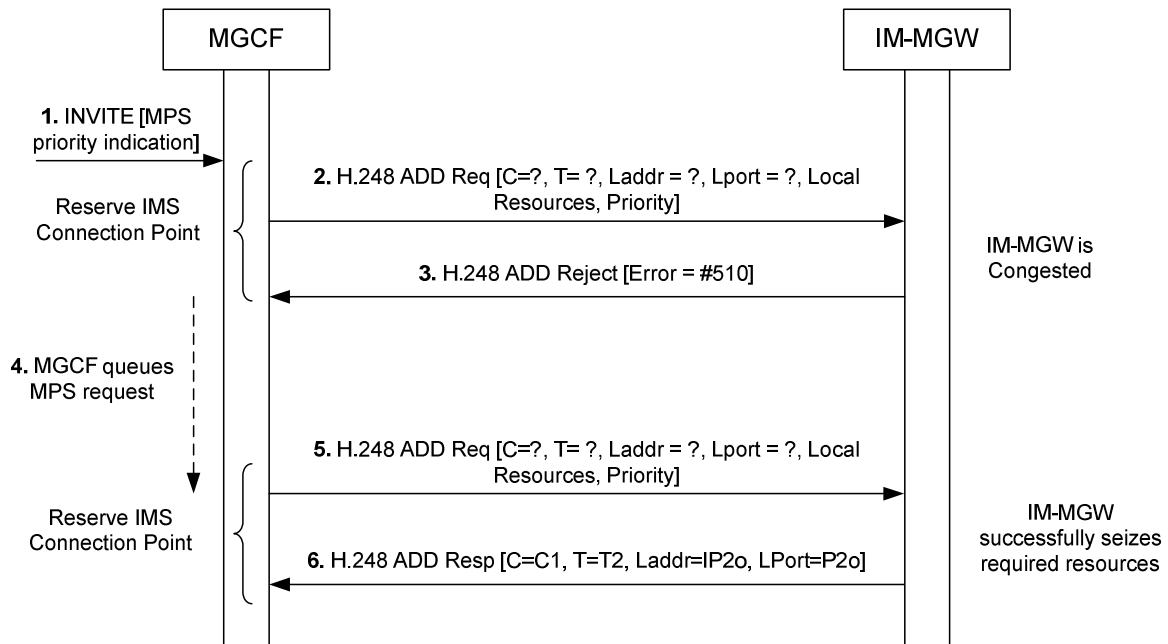 MGCF
IM-MGW
1. INVITE [MPS
priority indication]
2. H.248 ADD Req [C=?, T= ?, Laddr = ?, Lport = ?, Local
Resources, Priority]
Reserve IMS
Connection Point
IM-MGW is
Congested
3. H.248 ADD Reject [Error = #510]
4. MGCF queues
MPS request
5. H.248 ADD Req [C=?, T= ?, Laddr = ?, Lport = ?, Local
Resources, Priority]
Reserve IMS
Connection Point
IM-MGW
successfully seizes
required resources
6. H.248 ADD Resp [C=C1, T=T2, Laddr=IP2o, LPort=P2o]